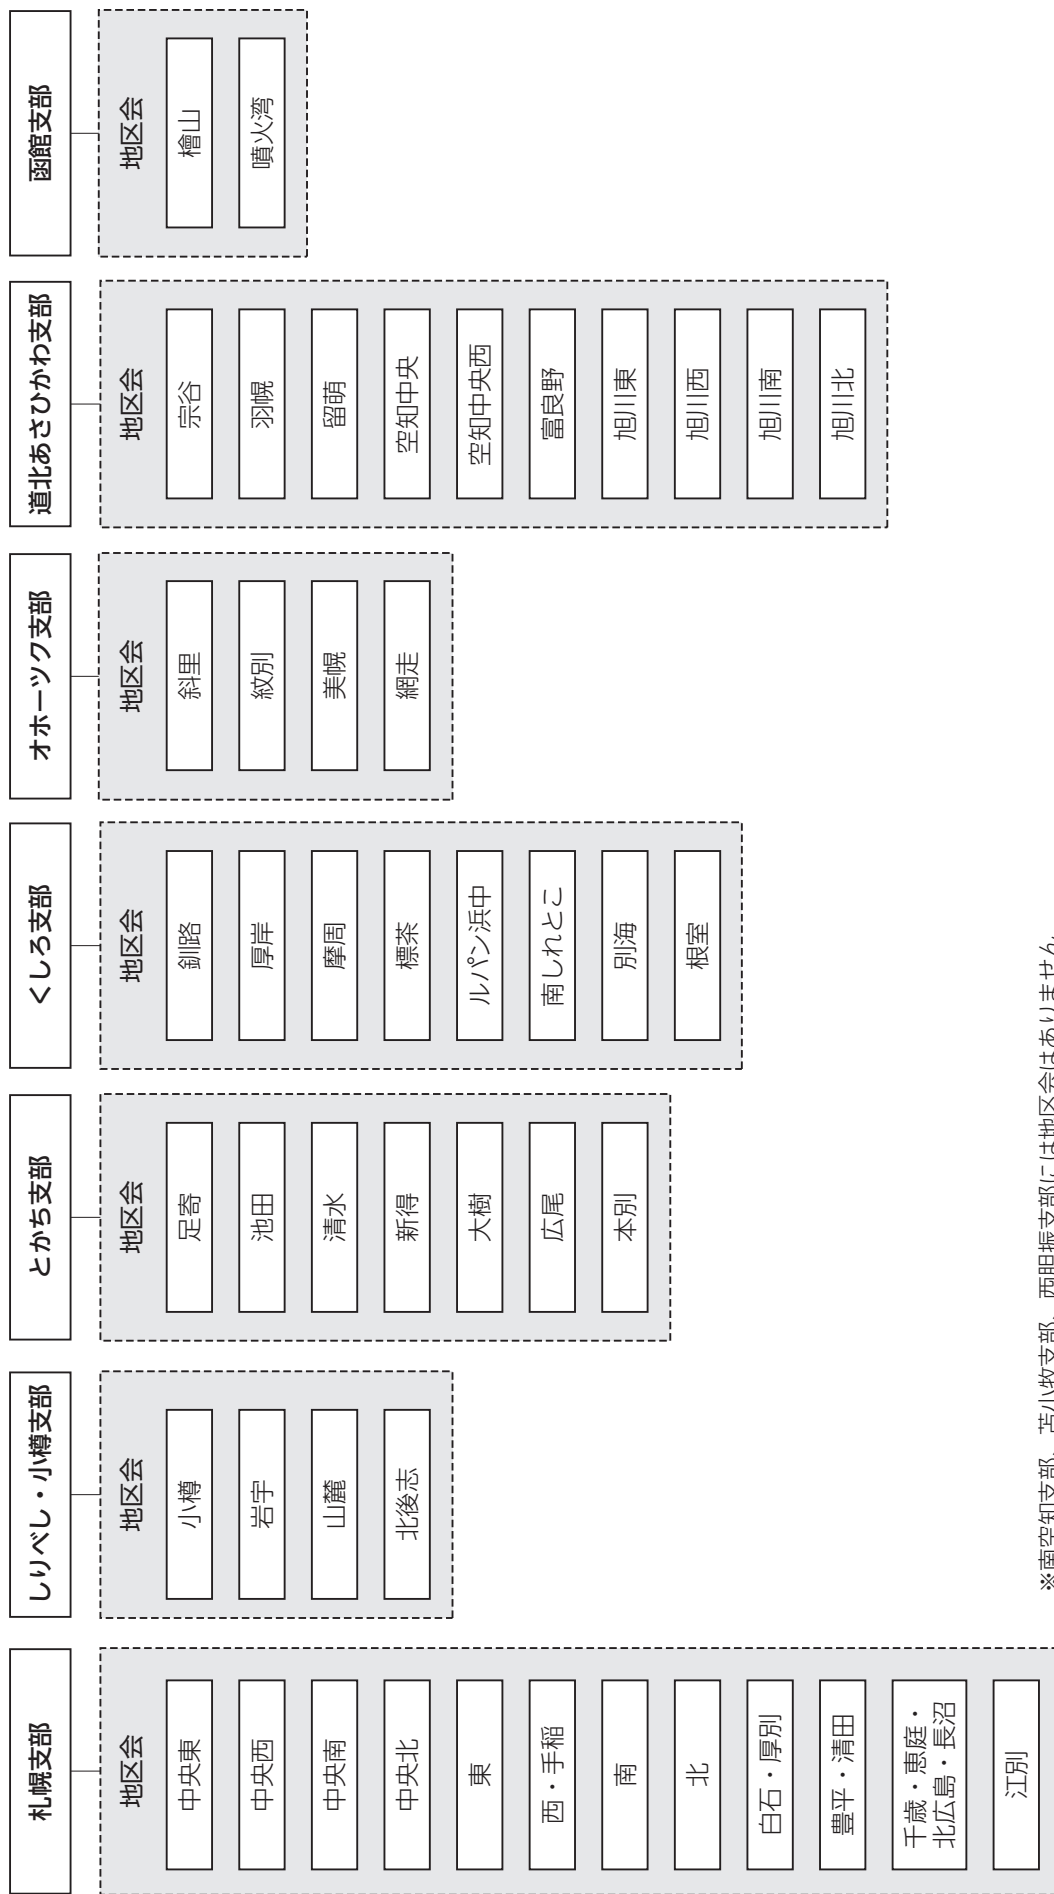 札幌支部
地区会
中央東
中央西
中央南
中央北
東
西・手稲
南
北
白石・厚別
豊平・清田
千歳・恵庭・
北広島・長沼
江別
しりべし・小樽支部
地区会
小樽
岩宇
山麓
北後志
とかち支部
地区会
足寄
池田
清水
新得
大樹
広尾
本別
くしろ支部
地区会
釧路
厚岸
摩周
標茶
ルパン浜中
南しれとこ
別海
根室
オホーツク支部
地区会
斜里
紋別
美幌
網走
道北あさひかわ支部
地区会
宗谷
羽幌
留萌
空知中央
空知中央西
富良野
旭川東
旭川西
旭川南
旭川北
函館支部
地区会
檜山
噴火湾
※南空知支部、苫小牧支部、西胆振支部には地区会はありません。